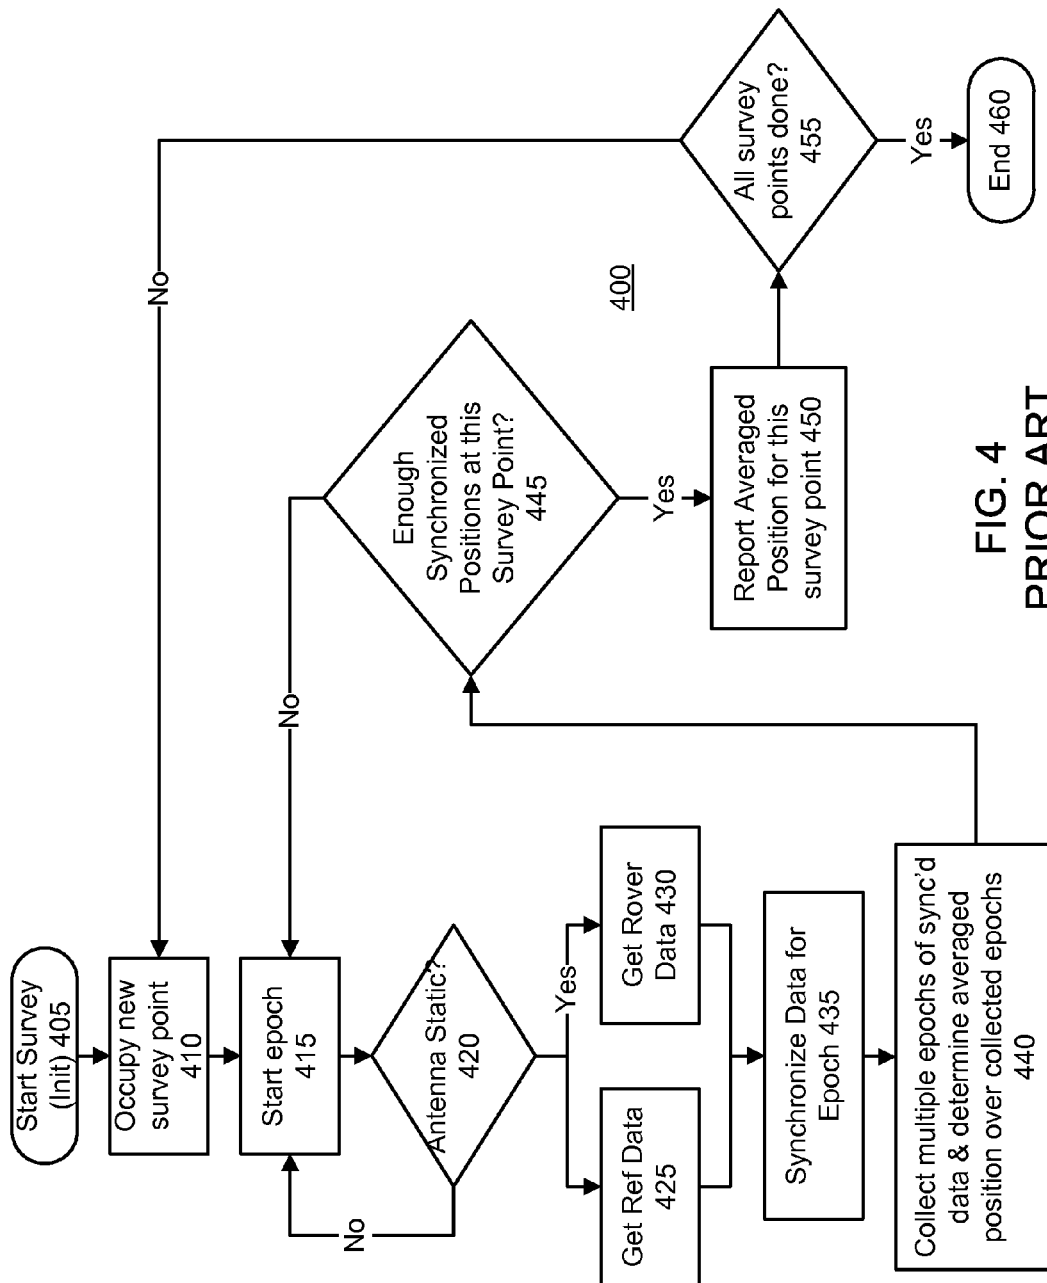 Start Survey
(Init) 405
Occupy new
survey point
410
Start epoch
415
Antenna Static?
420
No
Yes
Get Ref Data
425
Get Rover
Data 430
Synchronize Data for
Epoch 435
Collect multiple epochs of sync'd
data & determine averaged
position over collected epochs
440
No
Enough
Synchronized
Positions at this
Survey Point?
445
Yes
Report Averaged
Position for this
survey point 450
No
All survey
points done?
455
Yes
End 460
400
FIG. 4
PRIOR ART